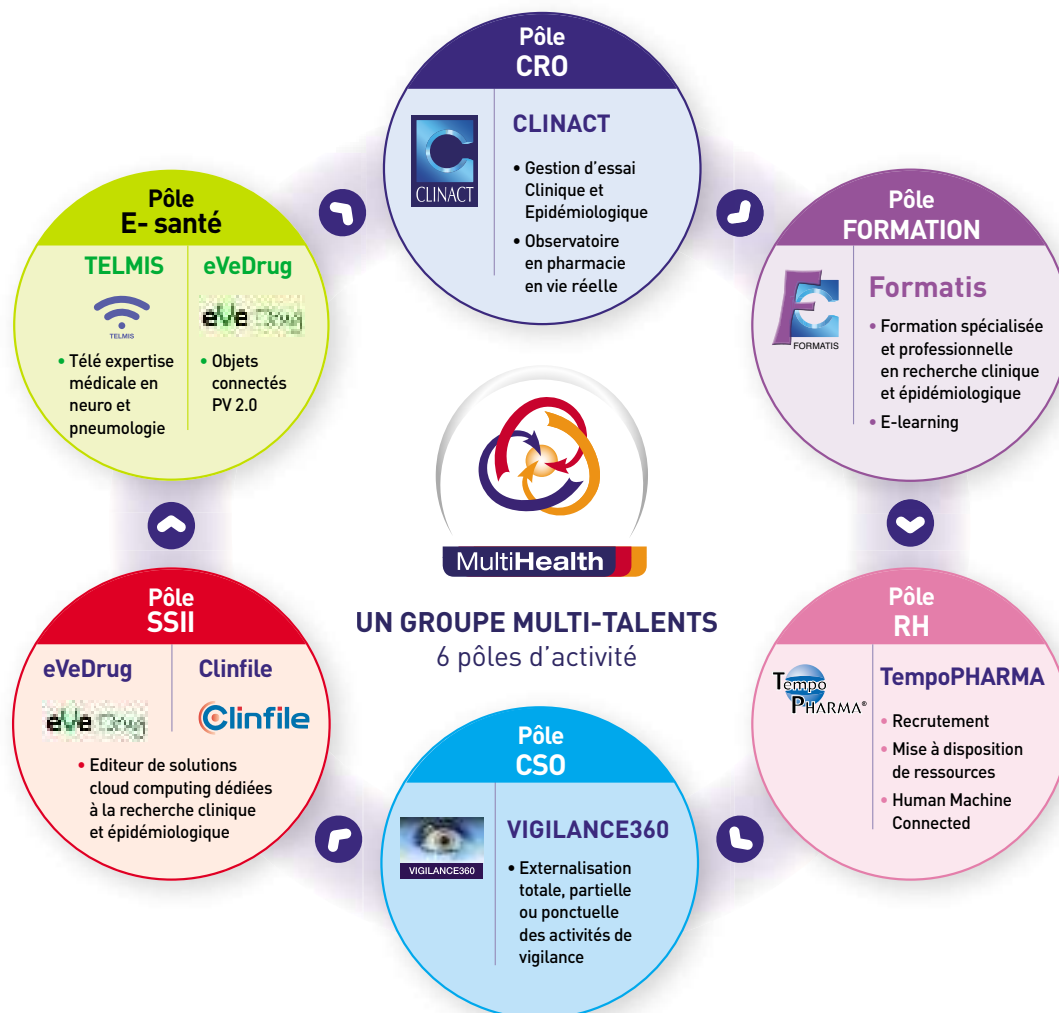 Pôle
CRO
CLINACT
CLINACT
• Gestion d'essai
Clinique et
Epidémiologique
• Observatoire
en pharmacie
en vie réelle
Pôle
FORMATION
Formatis
FORMATIS
• Formation spécialisée
et professionnelle
en recherche clinique
et épidémiologique
• E-learning
Pôle
RH
TempoPHARMA
Tempo
PHARMA®
• Recrutement
• Mise à disposition
de ressources
• Human Machine
Connected
Pôle
CSO
VIGILANCE360
VIGILANCE360
• Externalisation
totale, partielle
ou ponctuelle
des activités de
vigilance
Pôle
SSII
eVeDrug
eVe Drug
Clinfile
Clinfile
• Editeur de solutions
cloud computing dédiées
à la recherche clinique
et épidémiologique
Pôle
E- santé
TELMIS
TELMIS
• Télé expertise
médicale en
neuro et
pneumologie
eVeDrug
eVe Drug
• Objets
connectés
PV 2.0
MultiHealth
UN GROUPE MULTI-TALENTS
6 pôles d'activité